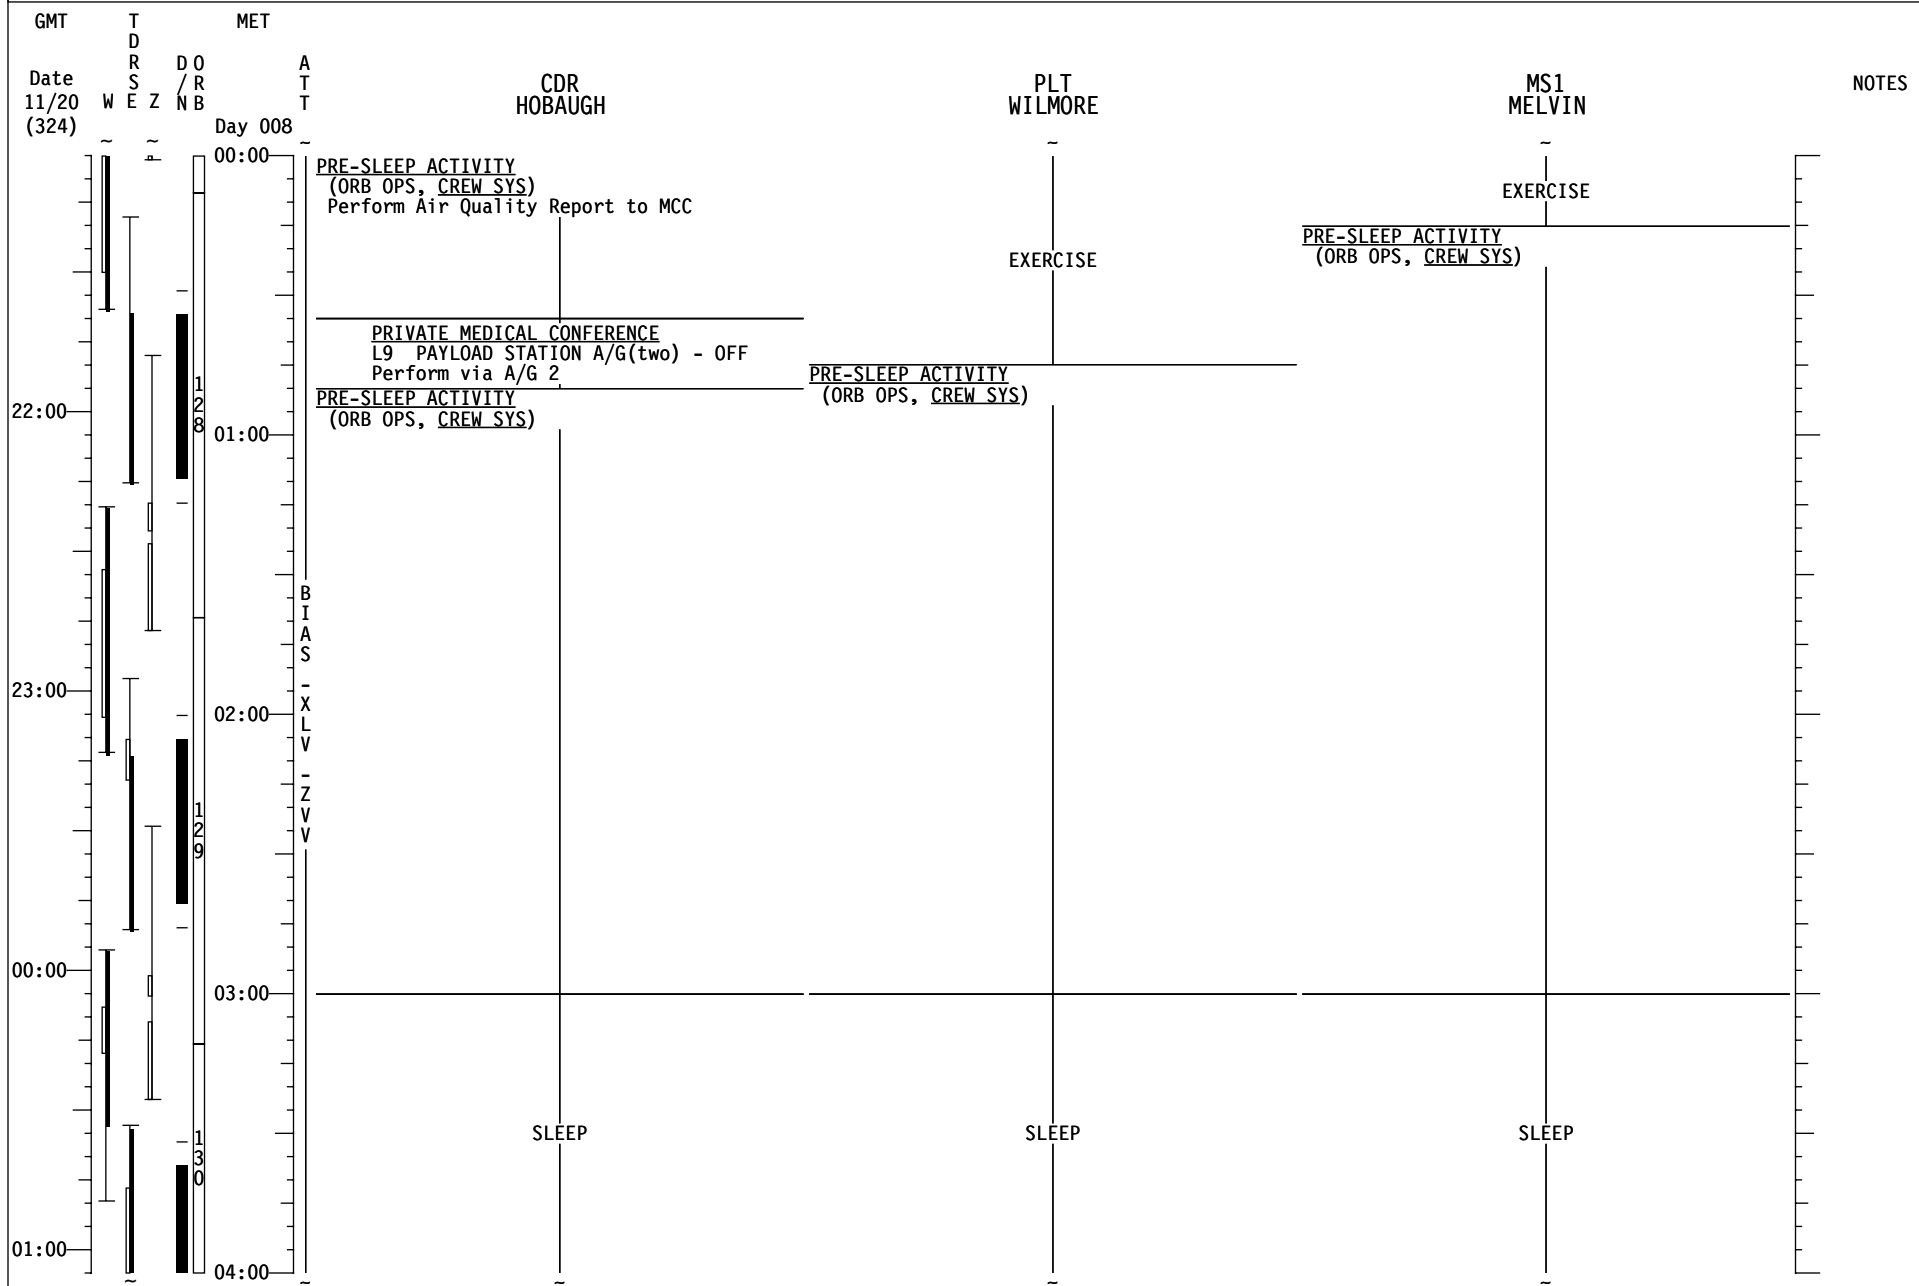 GMT
TDRS
MET
Date
11/20
(324)
W E Z
D/N
ORB
Day 008
ATT
CDR
HOBAUGH
PLT
WILMORE
MS1
MELVIN
NOTES
~ ~ ~ ~ ~
00:00
PRE-SLEEP ACTIVITY
(ORB OPS, CREW SYS)
Perform Air Quality Report to MCC
EXERCISE
PRE-SLEEP ACTIVITY
(ORB OPS, CREW SYS)
EXERCISE
PRIVATE MEDICAL CONFERENCE
L9 PAYLOAD STATION A/G(two) - OFF
Perform via A/G 2
PRE-SLEEP ACTIVITY
(ORB OPS, CREW SYS)
PRE-SLEEP ACTIVITY
(ORB OPS, CREW SYS)
128
22:00
01:00
BIAS -XLV -ZVV
23:00
02:00
129
00:00
03:00
SLEEP
SLEEP
SLEEP
130
01:00
04:00
~ ~ ~ ~ ~